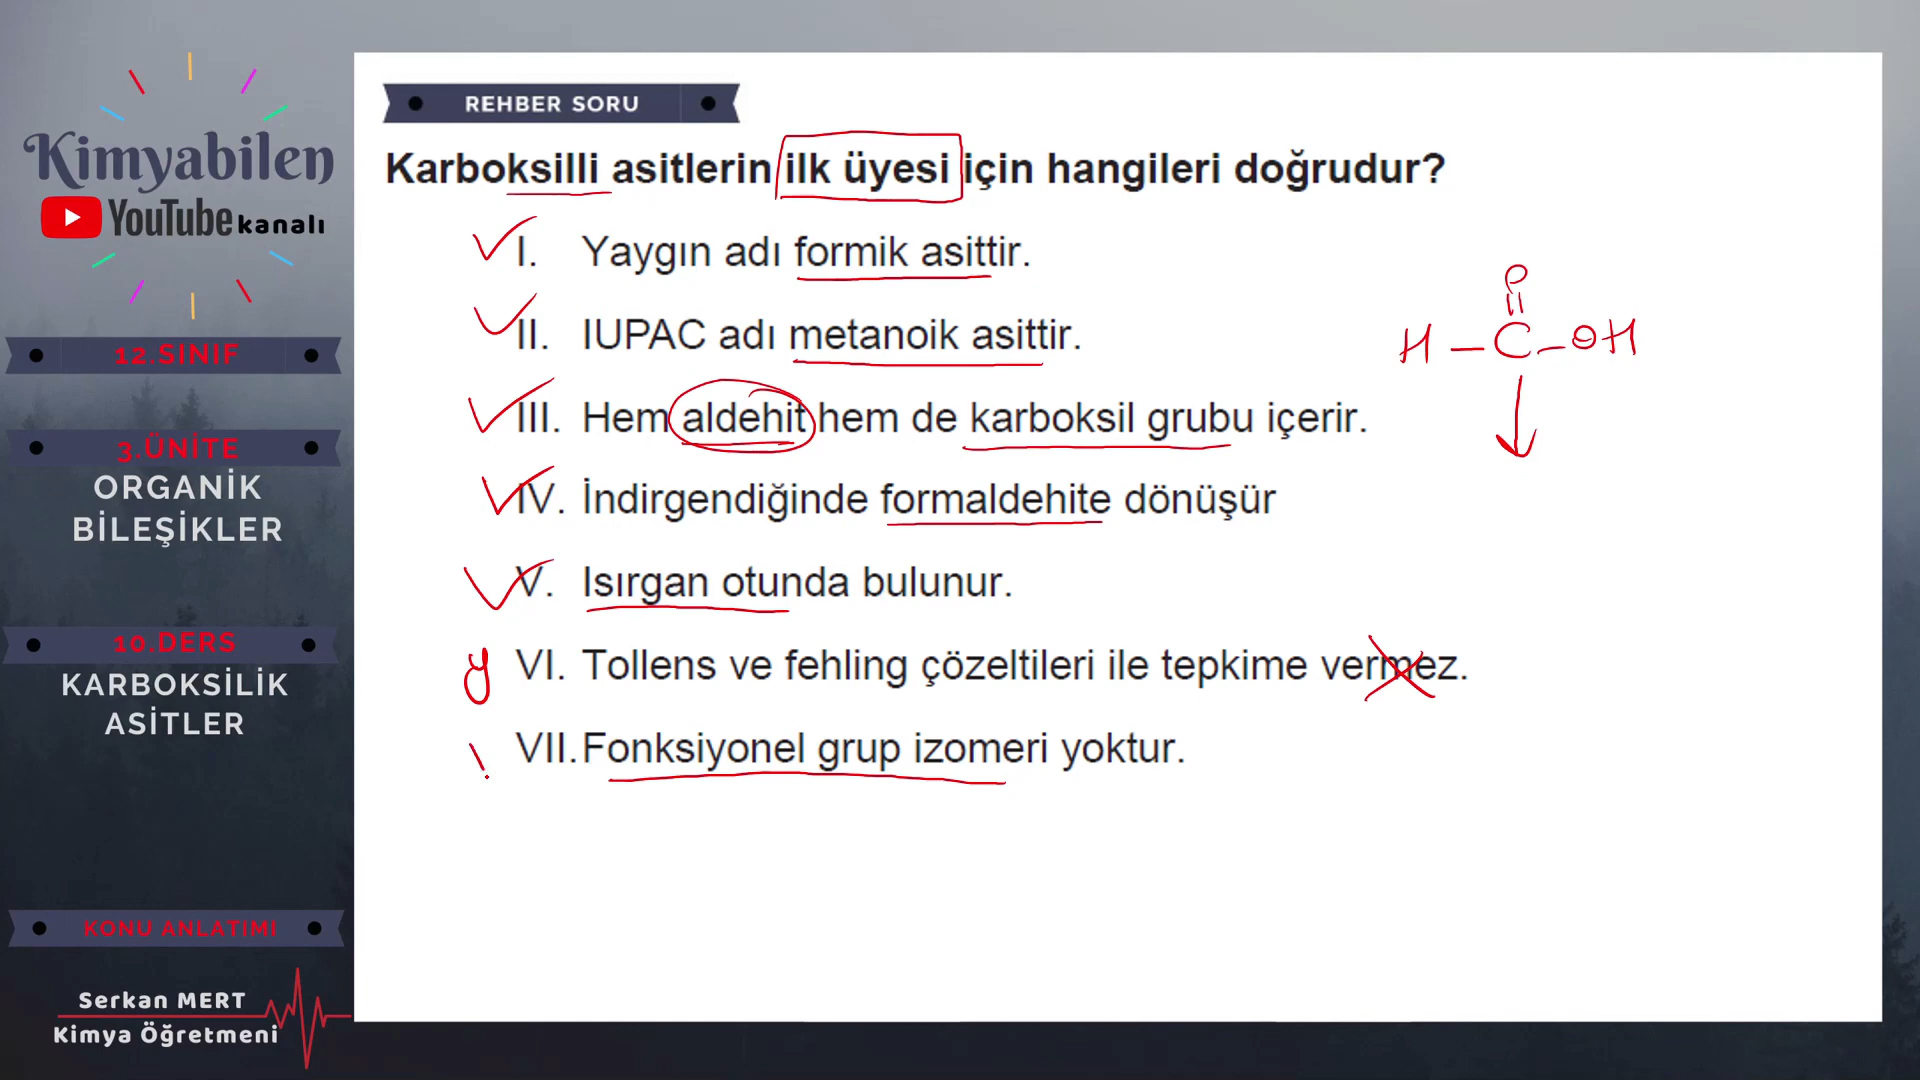 Kimyabilen
YouTube kanalı
12.SINIF
3.ÜNİTE
ORGANİK
BİLEŞİKLER
10.DERS
KARBOKSİLİK
ASİTLER
KONU ANLATIMI
Serkan MERT
Kimya Öğretmeni
REHBER SORU
Karboksilli asitlerin ilk üyesi için hangileri doğrudur?
I. Yaygın adı formik asittir.
II. IUPAC adı metanoik asittir.
III. Hem aldehit hem de karboksil grubu içerir.
IV. İndirgendiğinde formaldehite dönüşür
V. Isırgan otunda bulunur.
y VI. Tollens ve fehling çözeltileri ile tepkime vermez.
VII. Fonksiyonel grup izomeri yoktur.
O
H – C – OH